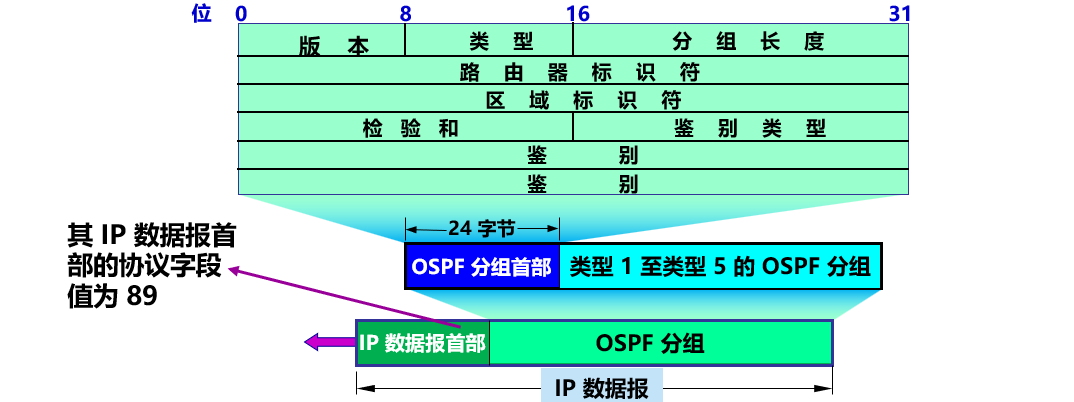 位 0 8 16 31
版 本 类 型 分 组 长 度
路 由 器 标 识 符
区 域 标 识 符
检 验 和 鉴 别 类 型
鉴 别
鉴 别
24 字节
其 IP 数据报首
部的协议字段
值为 89
OSPF 分组首部 类型 1 至类型 5 的 OSPF 分组
IP 数据报首部 OSPF 分组
IP 数据报